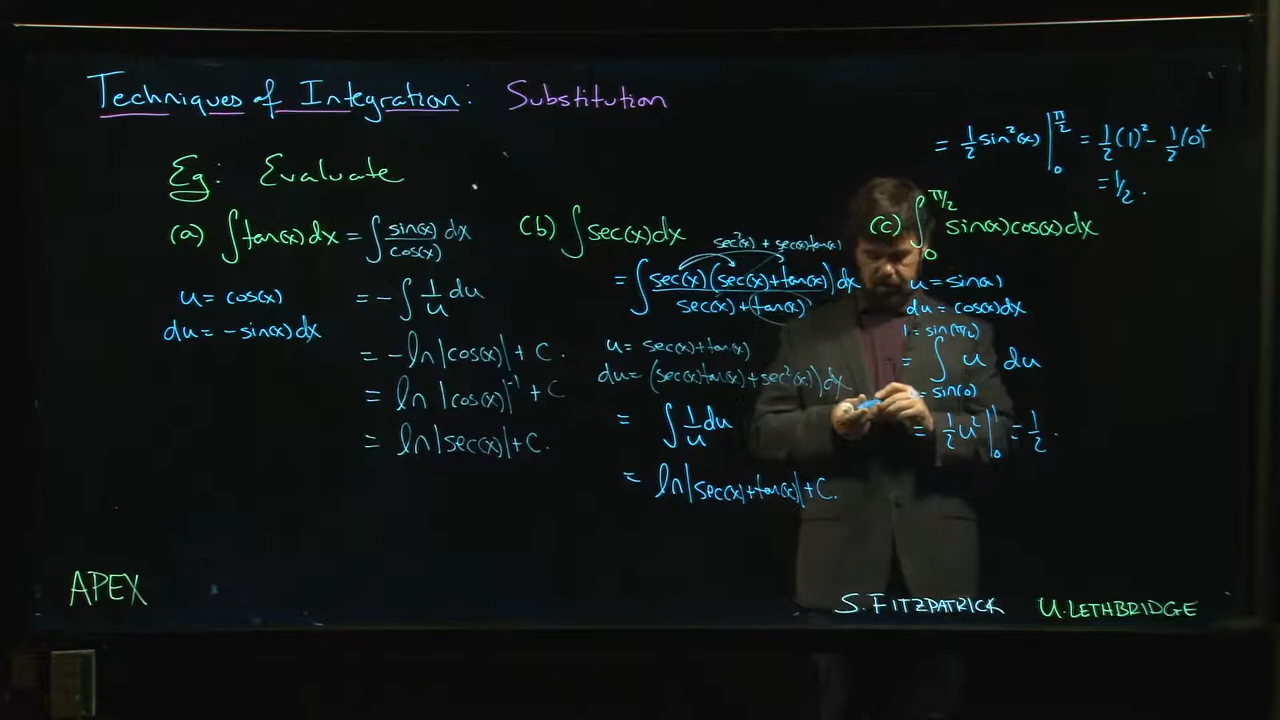 Techniques of Integration: Substitution
Eg: Evaluate
(a) ∫ tan(x) dx = ∫ sin(x)/cos(x) dx
u = cos(x)
du = -sin(x) dx
= -∫ 1/u du
= -ln|cos(x)| + C.
= ln|cos(x)|^-1 + C
= ln|sec(x)| + C.
(b) ∫ sec(x) dx
sec²(x) + sec(x)tan(x)
= ∫ sec(x)(sec(x)+tan(x))/(sec(x)+tan(x)) dx
u = sec(x)+tan(x)
du = (sec(x)tan(x) + sec²(x)) dx
= ∫ 1/u du
= ln|sec(x)+tan(x)| + C.
(c) ∫_0^{π/2} sin(x)cos(x) dx
u = sin(x)
du = cos(x) dx
1 = sin(π/2)
= ∫ u du
= sin(0)
= 1/2 u² |_0^1 = 1/2.
= 1/2 sin²(x) |_0^{π/2} = 1/2 (1)² - 1/2 (0)²
= 1/2.
APEX
S. FITZPATRICK U. LETHBRIDGE